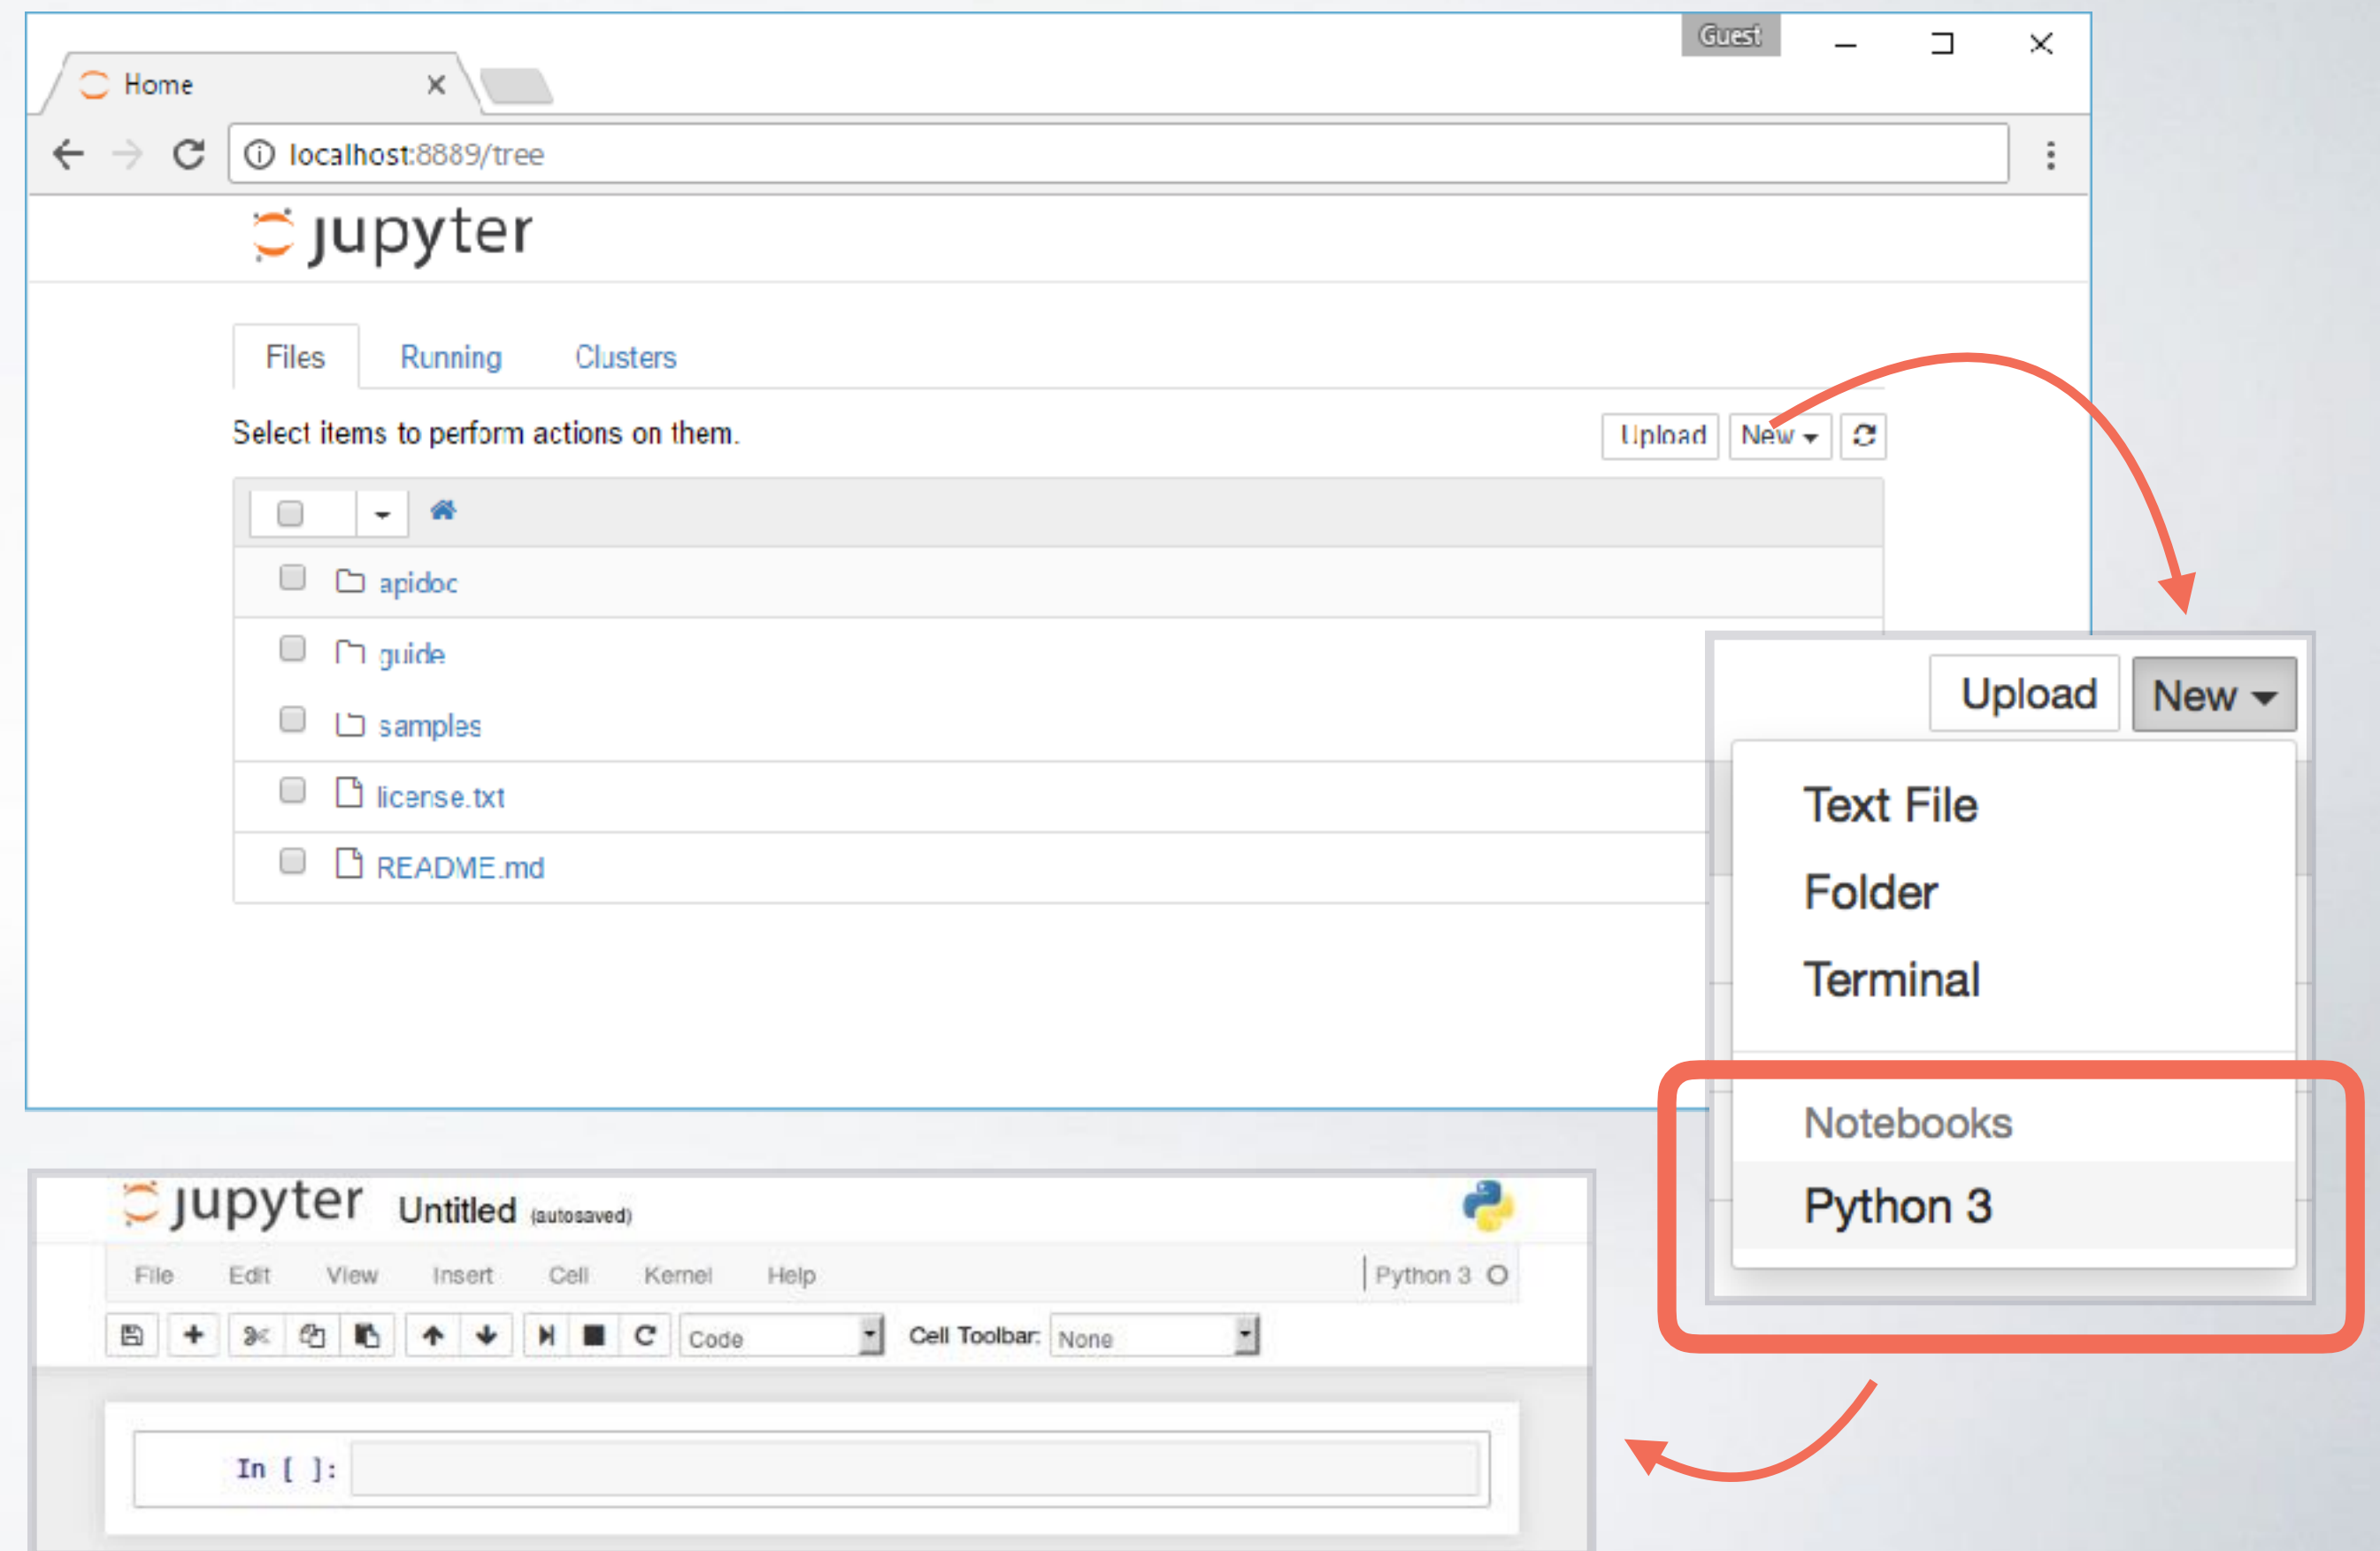 Guest
Home
localhost:8889/tree
jupyter
Files Running Clusters
Select items to perform actions on them.
Upload New
apidoc
guide
samples
license.txt
README.md
Upload New
Text File
Folder
Terminal
Notebooks
Python 3
jupyter Untitled (autosaved)
File Edit View Insert Cell Kernel Help Python 3
Code Cell Toolbar: None
In [ ]: